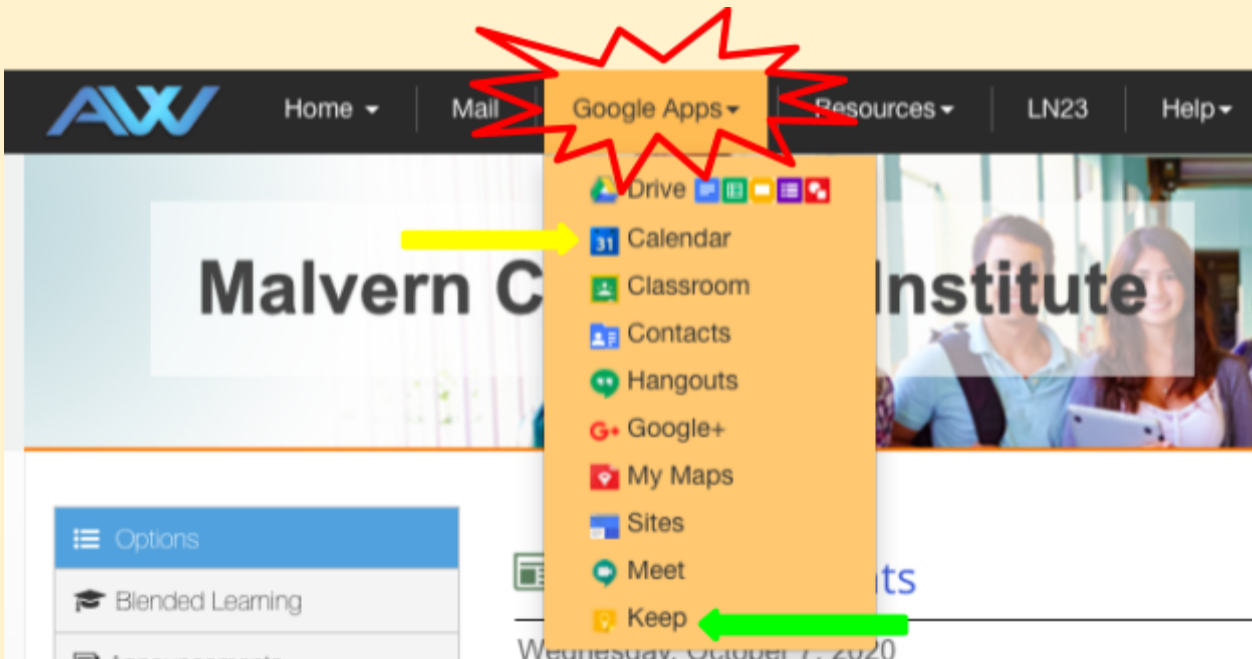 AW Home Mail Google Apps Resources LN23 Help
Drive
31 Calendar
Malvern C Institute
Classroom
Contacts
Hangouts
G+ Google+
My Maps
Sites
Options
Meet
ts
Blended Learning
Keep
Announcements
Wednesday, October 7, 2020